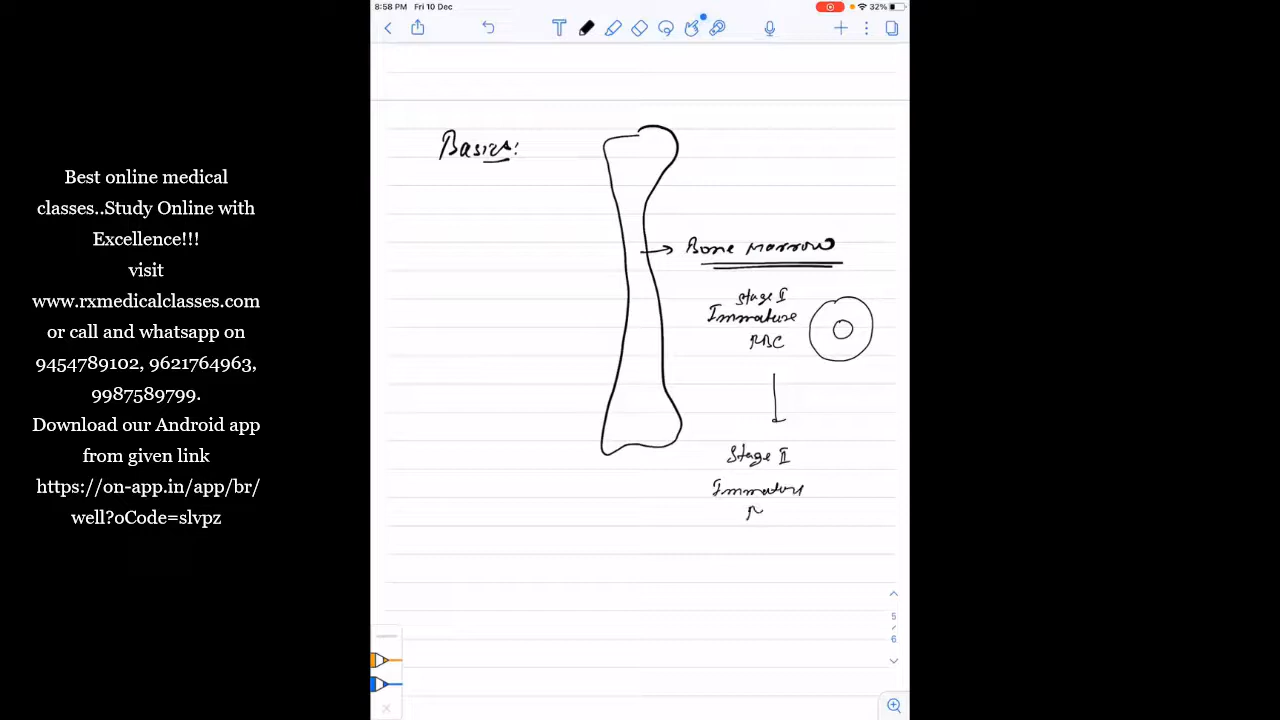 8:58 PM Fri 10 Dec
32%
Best online medical
classes..Study Online with
Excellence!!!
visit
www.rxmedicalclasses.com
or call and whatsapp on
9454789102, 9621764963,
9987589799.
Download our Android app
from given link
https://on-app.in/app/br/
well?oCode=slvpz
Basics:
Bone marrow
Stage I
Immature
RBC
Stage II
Immature
R
5
/
6